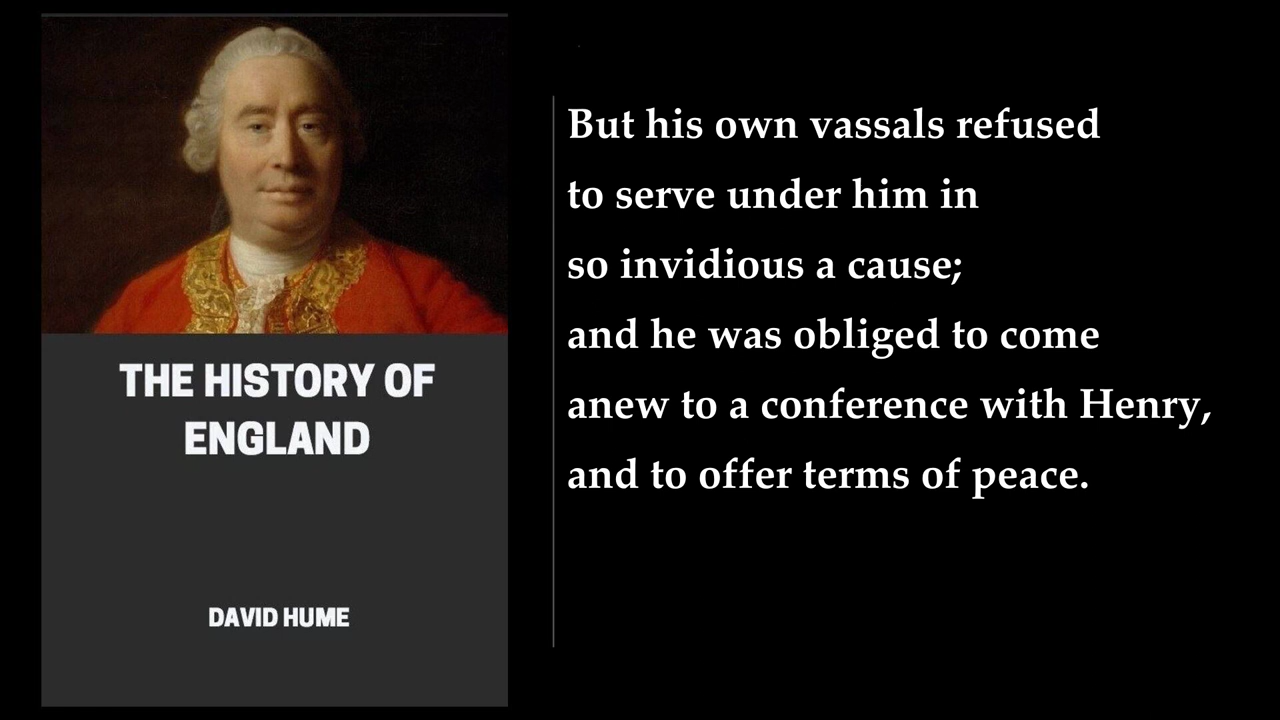 THE HISTORY OF
ENGLAND
DAVID HUME
But his own vassals refused
to serve under him in
so invidious a cause;
and he was obliged to come
anew to a conference with Henry,
and to offer terms of peace.